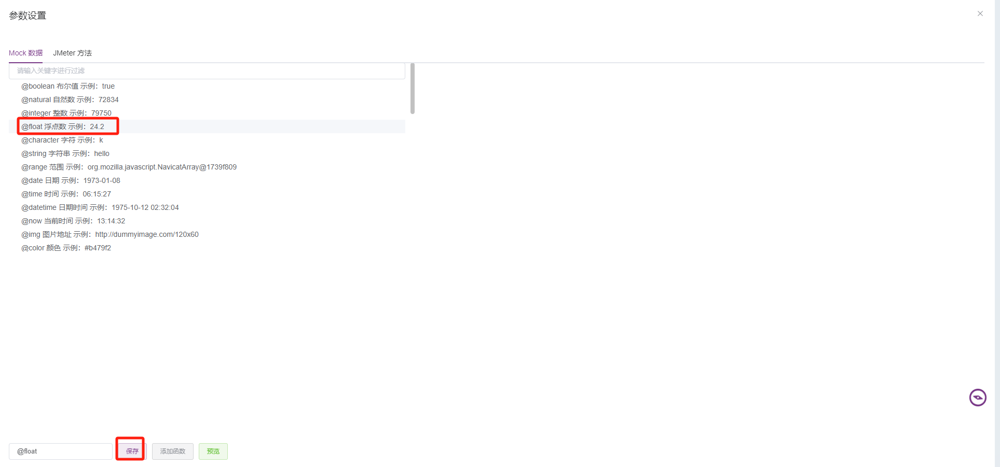 参数设置
Mock 数据 JMeter 方法
请输入关键字进行过滤
@boolean 布尔值 示例：true
@natural 自然数 示例：72834
@integer 整数 示例：79750
@float 浮点数 示例：24.2
@character 字符 示例：k
@string 字符串 示例：hello
@range 范围 示例：org.mozilla.javascript.NavicatArray@1739f809
@date 日期 示例：1973-01-08
@time 时间 示例：06:15:27
@datetime 日期时间 示例：1975-10-12 02:32:04
@now 当前时间 示例：13:14:32
@img 图片地址 示例：http://dummyimage.com/120x60
@color 颜色 示例：#b479f2
@float 保存 添加函数 预览